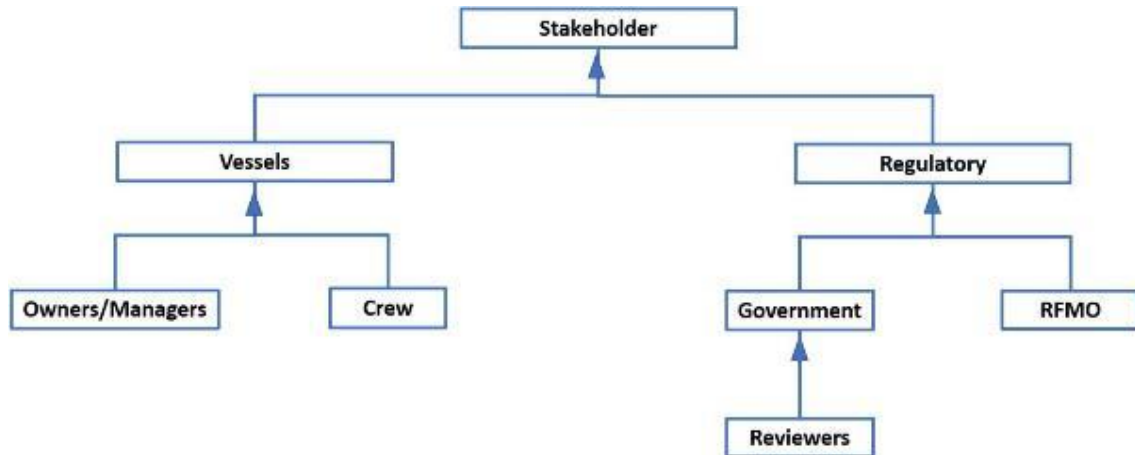 Stakeholder
Vessels
Regulatory
Owners/Managers
Crew
Government
RFMO
Reviewers